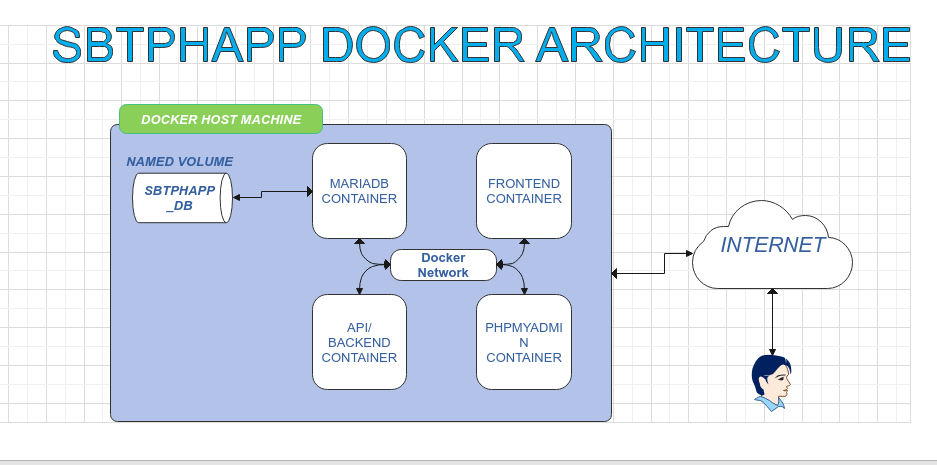 SBTPHAPP DOCKER ARCHITECTURE
DOCKER HOST MACHINE
NAMED VOLUME
SBTPHAPP
_DB
MARIADB
CONTAINER
FRONTEND
CONTAINER
Docker
Network
API/
BACKEND
CONTAINER
PHPMYADMI
N
CONTAINER
INTERNET